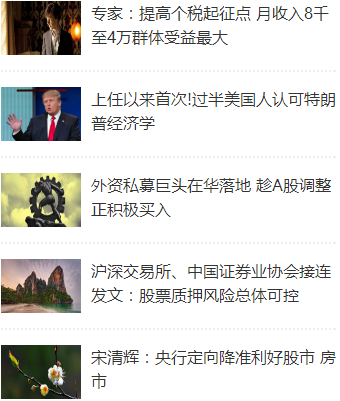 专家：提高个税起征点 月收入8千
至4万群体受益最大
上任以来首次!过半美国人认可特朗
普经济学
外资私募巨头在华落地 趁A股调整
正积极买入
沪深交易所、中国证券业协会接连
发文：股票质押风险总体可控
宋清辉：央行定向降准利好股市 房
市